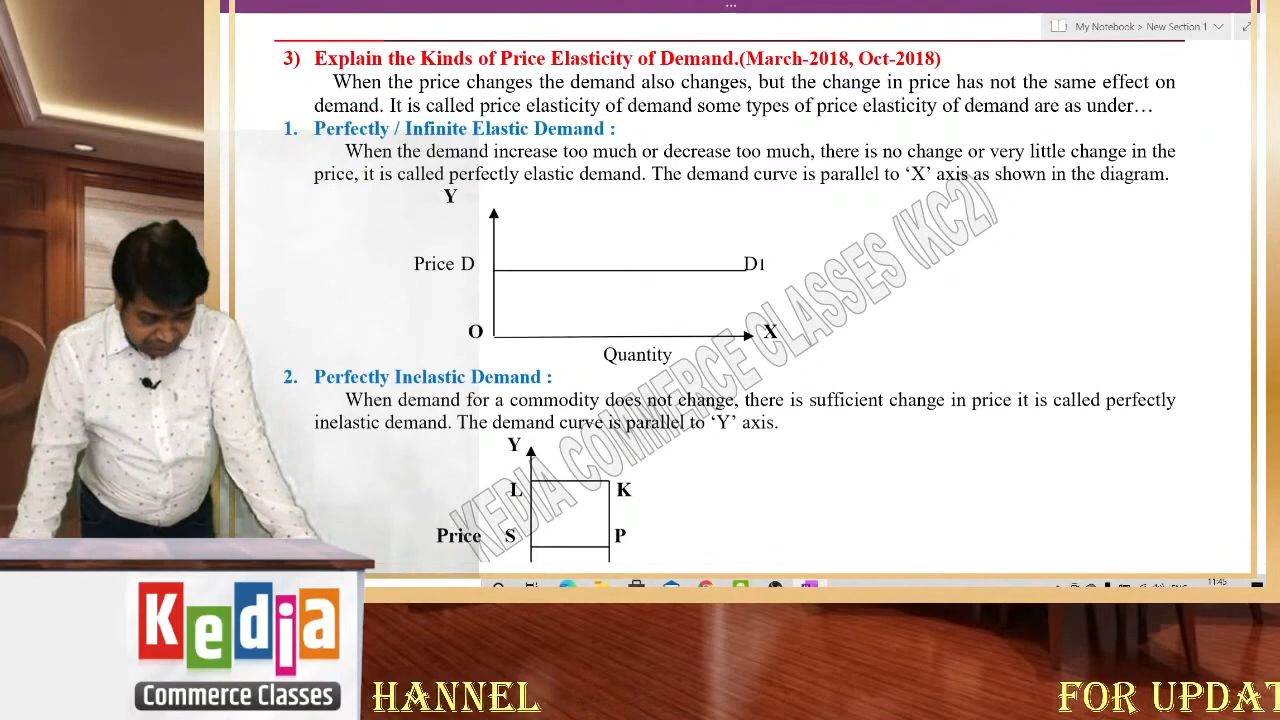 ...
My Notebook > New Section 1
3) Explain the Kinds of Price Elasticity of Demand.(March-2018, Oct-2018)
When the price changes the demand also changes, but the change in price has not the same effect on
demand. It is called price elasticity of demand some types of price elasticity of demand are as under…
1. Perfectly / Infinite Elastic Demand :
When the demand increase too much or decrease too much, there is no change or very little change in the
price, it is called perfectly elastic demand. The demand curve is parallel to ‘X’ axis as shown in the diagram.
Y
Price D D1
O X
Quantity
2. Perfectly Inelastic Demand :
When demand for a commodity does not change, there is sufficient change in price it is called perfectly
inelastic demand. The demand curve is parallel to ‘Y’ axis.
Y
L K
Price S P
KEDIA COMMERCE CLASSES (KC2)
11:45
Kedia
Commerce Classes
HANNEL FOR UPDAT